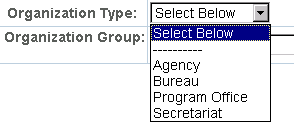 Organization Type: Select Below
Organization Group: Select Below
----------
Agency
Bureau
Program Office
Secretariat